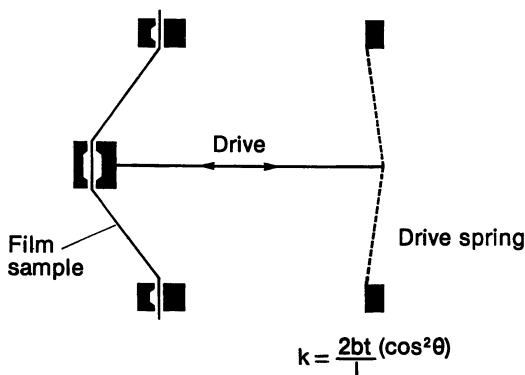 Drive
Film
sample
Drive spring
k = 2bt/l (cos²θ)